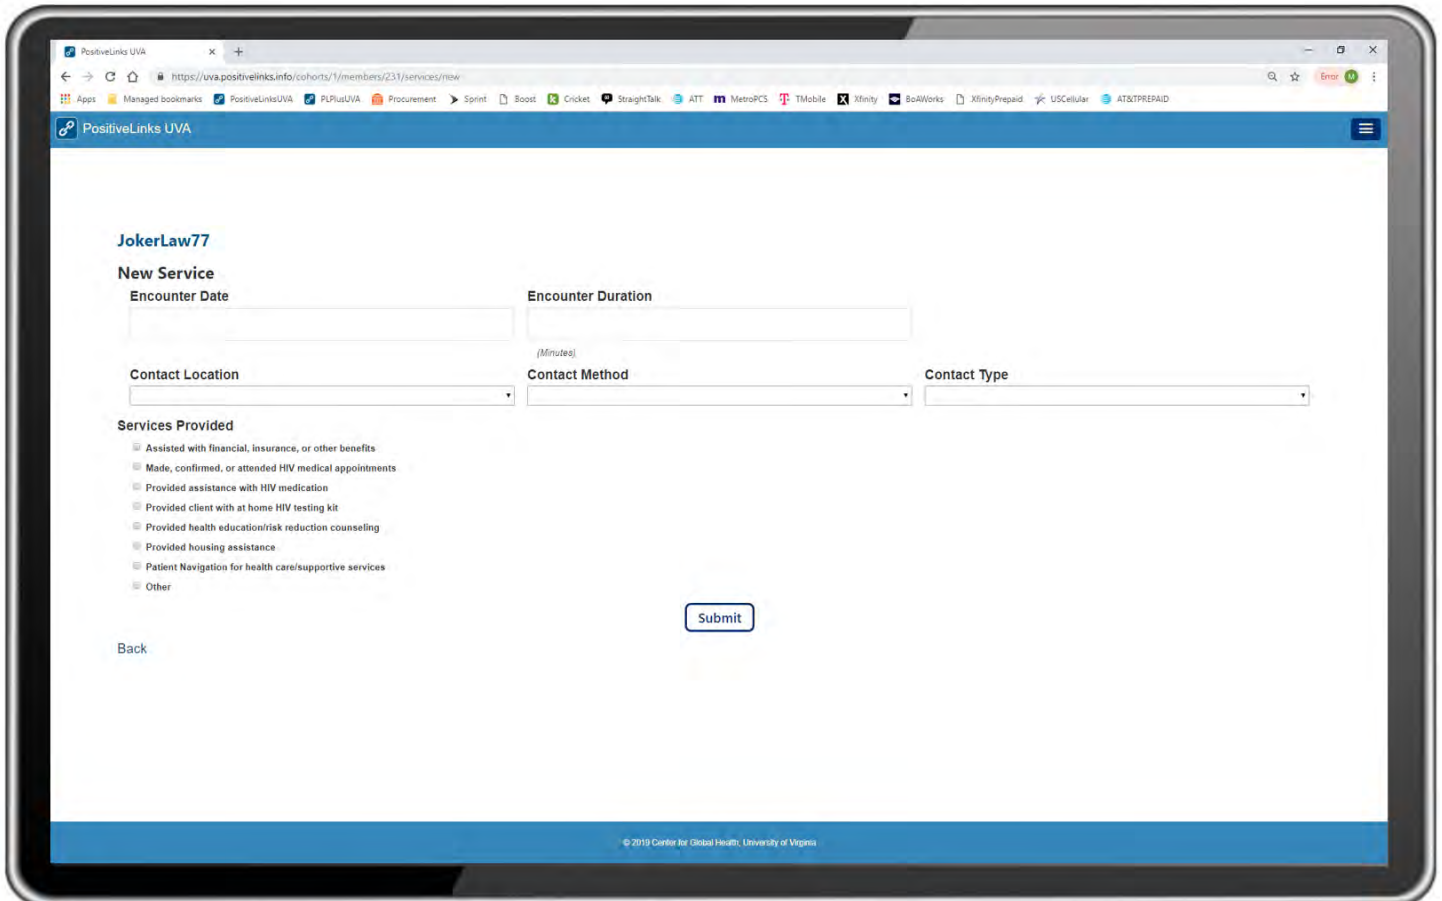 PositiveLinks UVA
https://uva.positivelinks.info/cohorts/1/members/231/services/new
Error M
Apps Managed bookmarks PositiveLinksUVA PLPlusUVA Procurement Sprint Boost Cricket StraightTalk ATT MetroPCS TMobile Xfinity BoAWorks XfinityPrepaid USCellular AT&TPREPAID
PositiveLinks UVA
JokerLaw77
New Service
Encounter Date Encounter Duration
(Minutes)
Contact Location Contact Method Contact Type
Services Provided
Assisted with financial, insurance, or other benefits
Made, confirmed, or attended HIV medical appointments
Provided assistance with HIV medication
Provided client with at home HIV testing kit
Provided health education/risk reduction counseling
Provided housing assistance
Patient Navigation for health care/supportive services
Other
Submit
Back
© 2019 Center for Global Health, University of Virginia